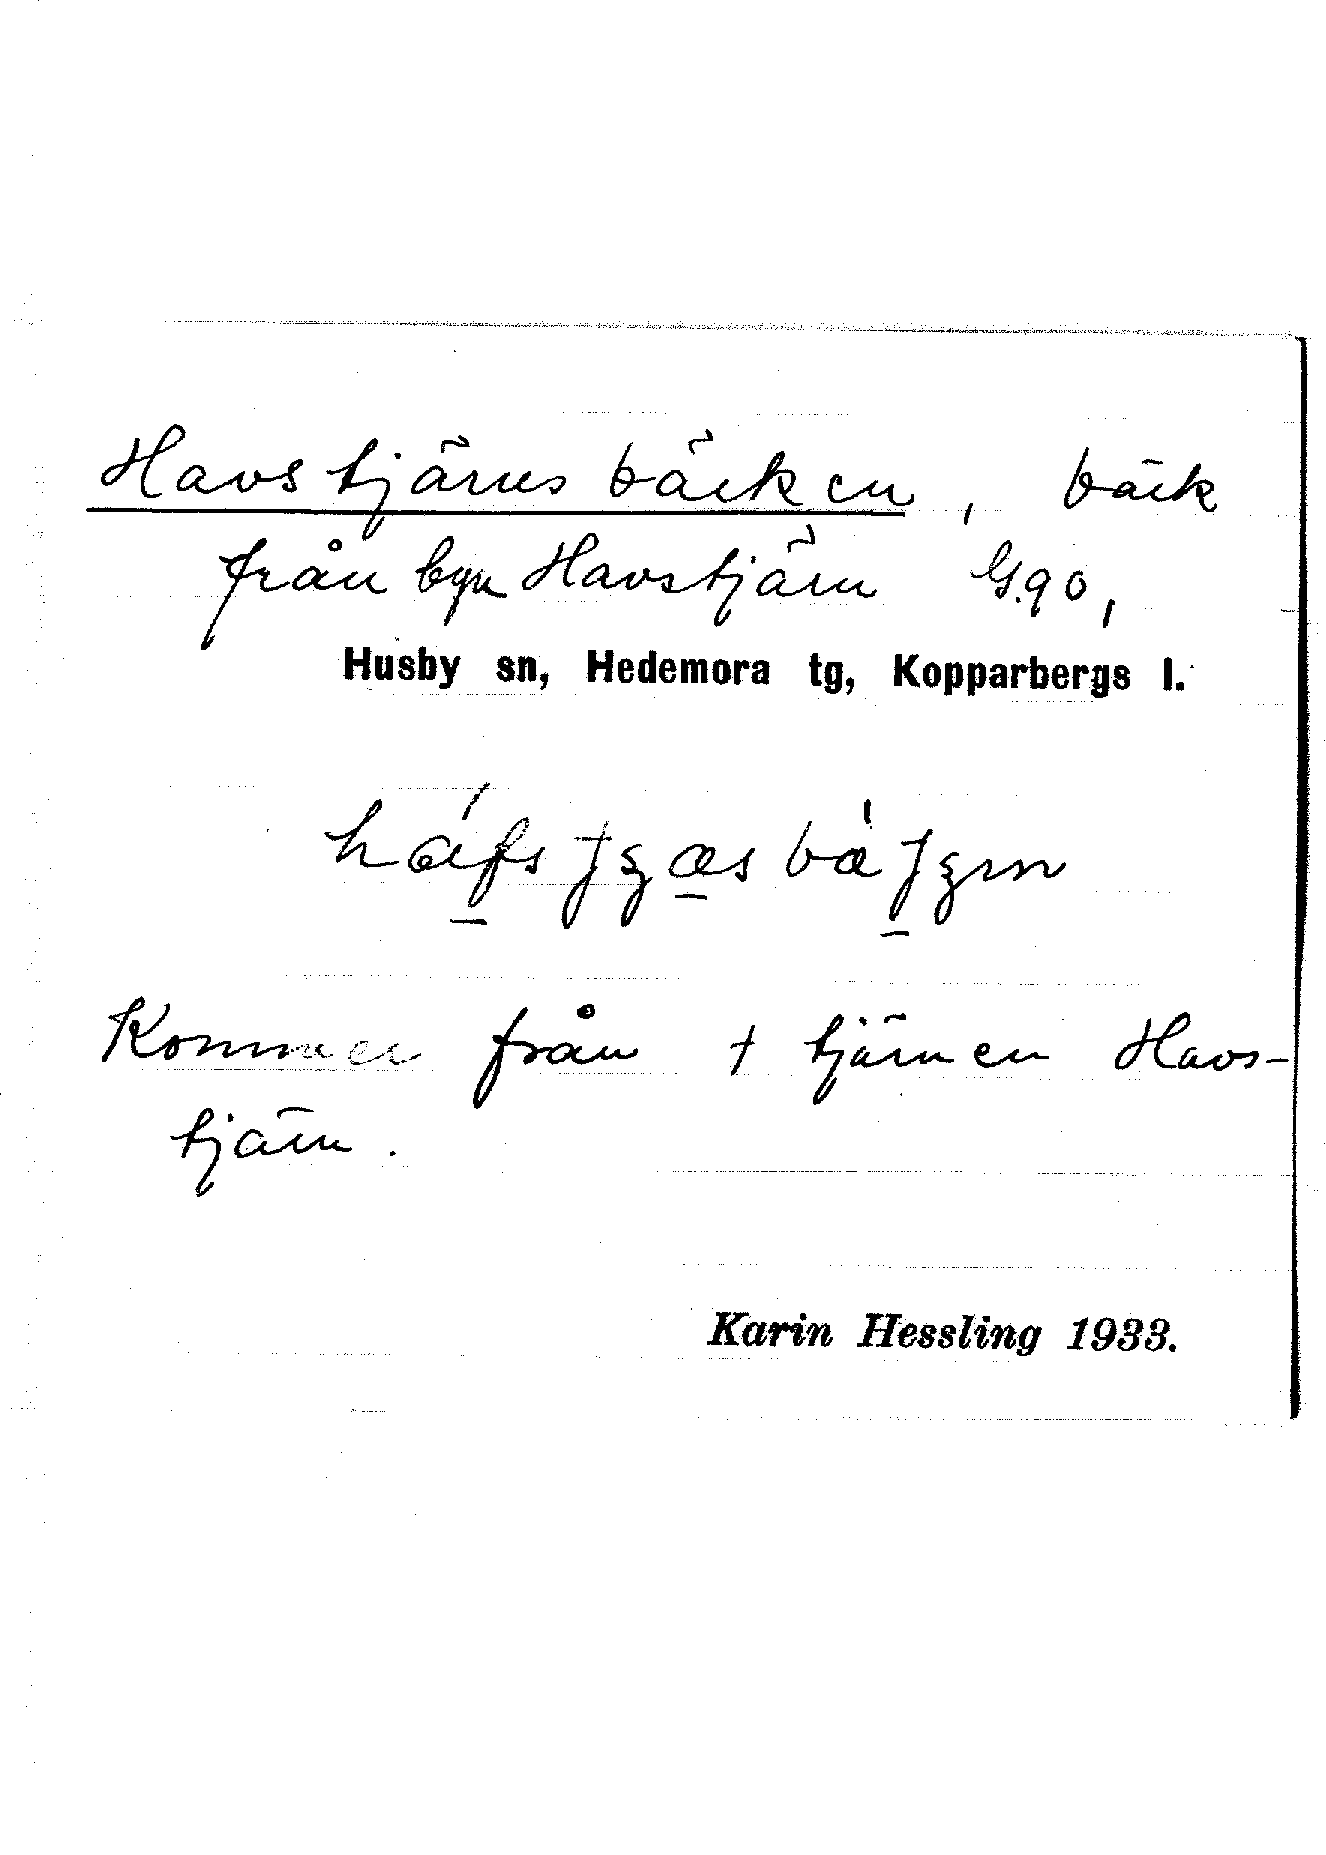 Havstjärnsbäcken, bäck
från byn Havstjärn G.90,
Husby sn, Hedemora tg, Kopparbergs l.
Kommer från † tjärnen Havs-
tjärn.
Karin Hessling 1933.